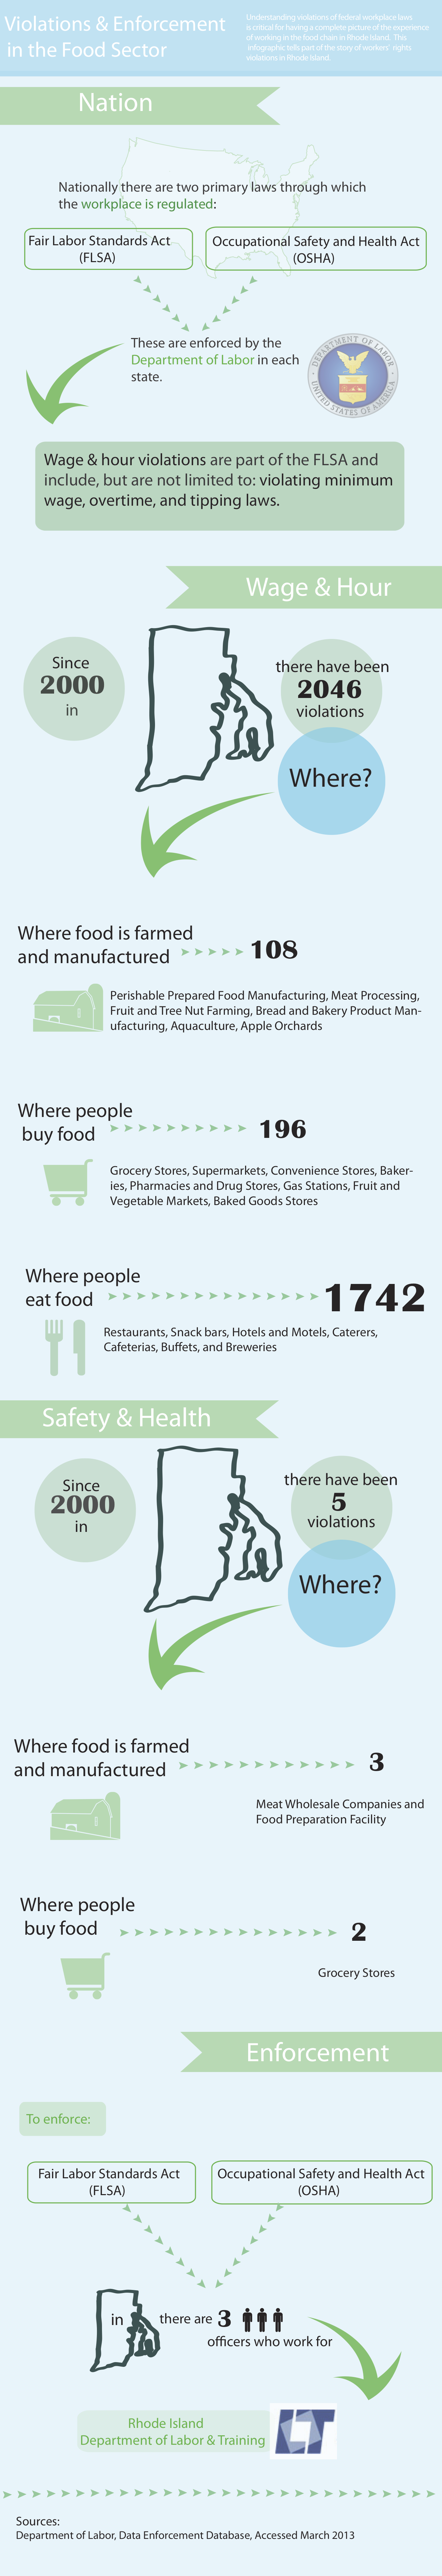 Violations & Enforcement
in the Food Sector
Understanding violations of federal workplace laws
is critical for having a complete picture of the experience
of working in the food chain in Rhode Island. This
infographic tells part of the story of workers' rights
violations in Rhode Island.
Nation
Nationally there are two primary laws through which
the workplace is regulated:
Fair Labor Standards Act
(FLSA)
Occupational Safety and Health Act
(OSHA)
These are enforced by the
Department of Labor in each
state.
DEPARTMENT OF LABOR
UNITED STATES OF AMERICA
Wage & hour violations are part of the FLSA and
include, but are not limited to: violating minimum
wage, overtime, and tipping laws.
Wage & Hour
Since
2000
in
there have been
2046
violations
Where?
Where food is farmed
and manufactured
108
Perishable Prepared Food Manufacturing, Meat Processing,
Fruit and Tree Nut Farming, Bread and Bakery Product Man-
ufacturing, Aquaculture, Apple Orchards
Where people
buy food
196
Grocery Stores, Supermarkets, Convenience Stores, Baker-
ies, Pharmacies and Drug Stores, Gas Stations, Fruit and
Vegetable Markets, Baked Goods Stores
Where people
eat food
1742
Restaurants, Snack bars, Hotels and Motels, Caterers,
Cafeterias, Buffets, and Breweries
Safety & Health
Since
2000
in
there have been
5
violations
Where?
Where food is farmed
and manufactured
3
Meat Wholesale Companies and
Food Preparation Facility
Where people
buy food
2
Grocery Stores
Enforcement
To enforce:
Fair Labor Standards Act
(FLSA)
Occupational Safety and Health Act
(OSHA)
in
there are 3
officers who work for
Rhode Island
Department of Labor & Training
LT
Sources:
Department of Labor, Data Enforcement Database, Accessed March 2013